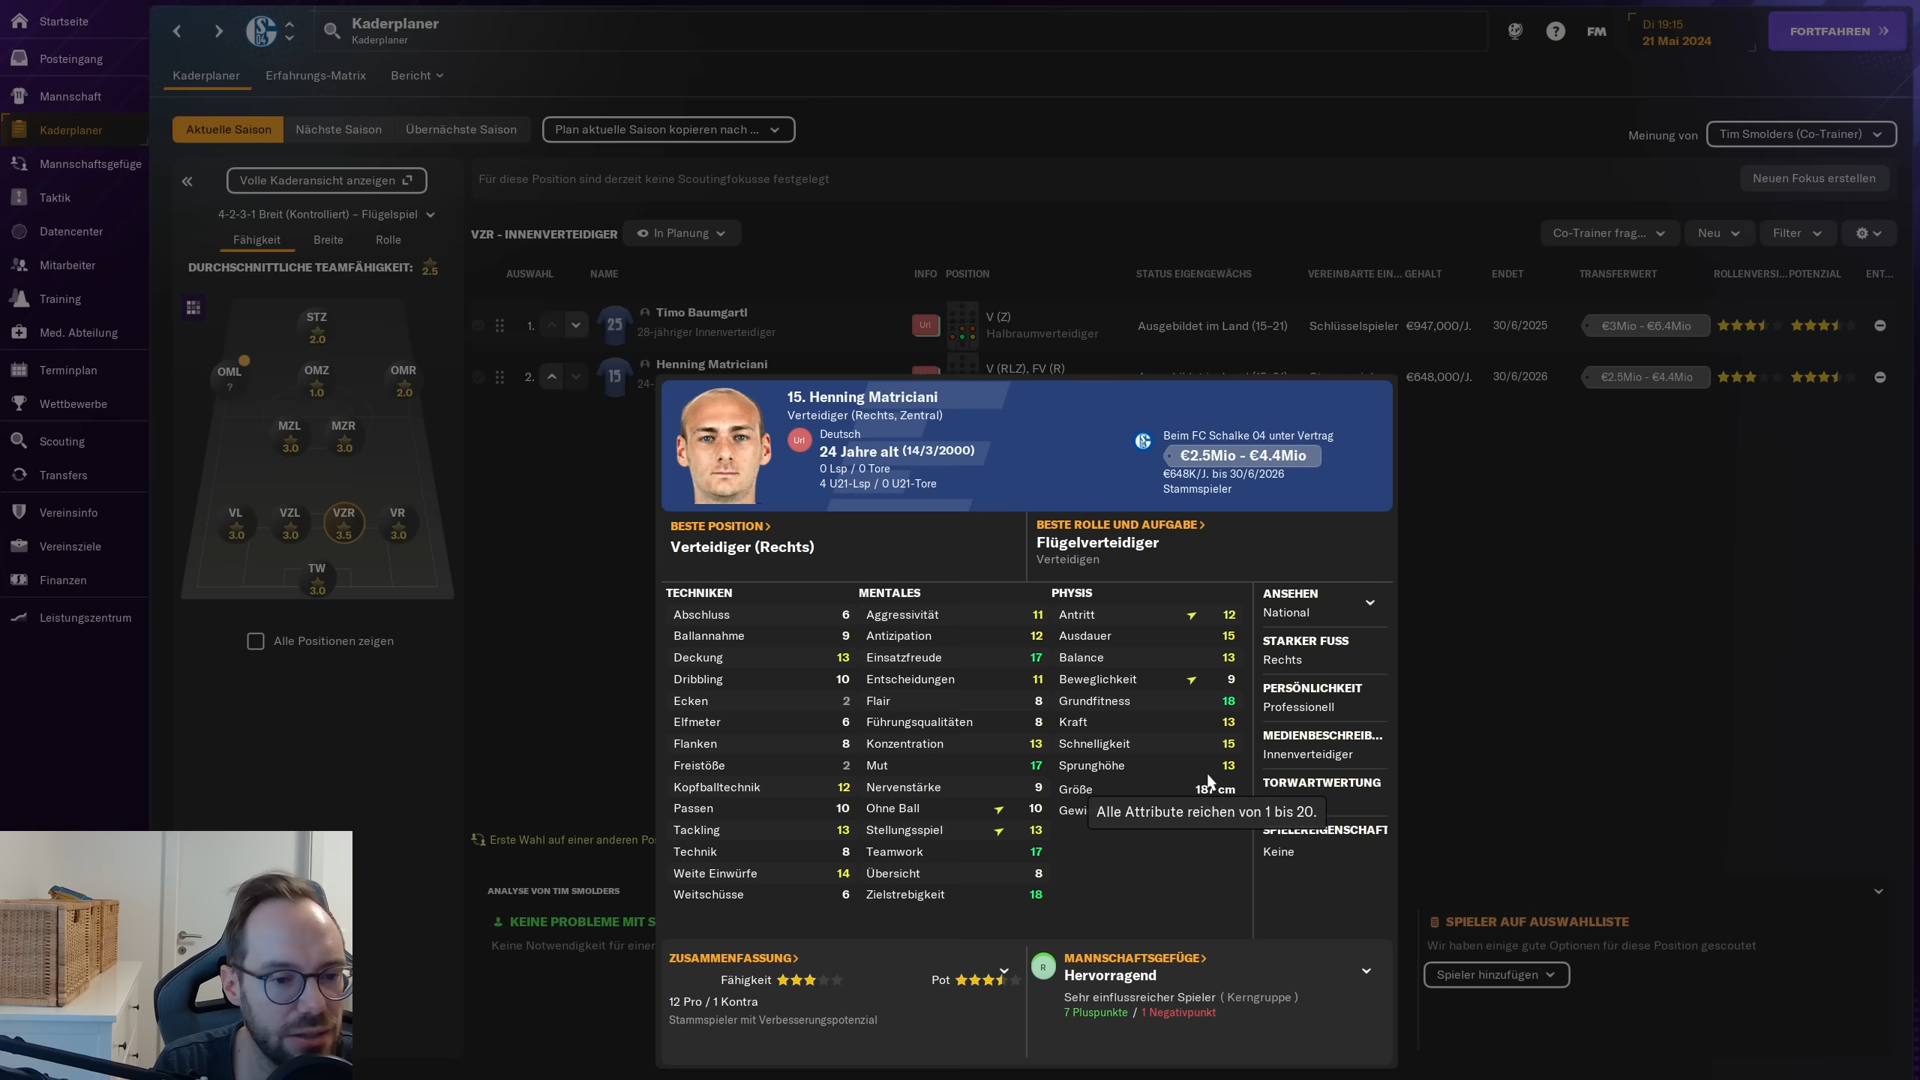 Startseite
Posteingang
Mannschaft
Kaderplaner
Mannschaftsgefüge
Taktik
Datencenter
Mitarbeiter
Training
Med. Abteilung
Terminplan
Wettbewerbe
Scouting
Transfers
Vereinsinfo
Vereinsziele
Finanzen
Leistungszentrum
Kaderplaner
Kaderplaner
FM
Di 19:15
21 Mai 2024
FORTFAHREN
Kaderplaner
Erfahrungs-Matrix
Bericht
Aktuelle Saison
Nächste Saison
Übernächste Saison
Plan aktuelle Saison kopieren nach ...
Meinung von
Tim Smolders (Co-Trainer)
Volle Kaderansicht anzeigen
Für diese Position sind derzeit keine Scoutingfokusse festgelegt
Neuen Fokus erstellen
4-2-3-1 Breit (Kontrolliert) – Flügelspiel
Fähigkeit
Breite
Rolle
DURCHSCHNITTLICHE TEAMFÄHIGKEIT: 2.5
STZ
2.0
OML
?
OMZ
1.0
OMR
2.0
MZL
3.0
MZR
3.0
VL
3.0
VZL
3.0
VZR
3.5
VR
3.0
TW
3.0
Alle Positionen zeigen
VZR - INNENVERTEIDIGER
In Planung
Co-Trainer frag...
Neu
Filter
AUSWAHL
NAME
INFO
POSITION
STATUS EIGENGEWÄCHS
VEREINBARTE EIN...
GEHALT
ENDET
TRANSFERWERT
ROLLENVERSI...
POTENZIAL
ENT...
1.
25
Timo Baumgartl
28-jähriger Innenverteidiger
Url
V (Z)
Halbraumverteidiger
Ausgebildet im Land (15–21)
Schlüsselspieler
€947,000/J.
30/6/2025
€3Mio - €6.4Mio
2.
15
Henning Matriciani
24-
V (RLZ), FV (R)
€648,000/J.
30/6/2026
€2.5Mio - €4.4Mio
15. Henning Matriciani
Verteidiger (Rechts, Zentral)
Url
Deutsch
24 Jahre alt (14/3/2000)
0 Lsp / 0 Tore
4 U21-Lsp / 0 U21-Tore
Beim FC Schalke 04 unter Vertrag
€2.5Mio - €4.4Mio
€648K/J. bis 30/6/2026
Stammspieler
BESTE POSITION
Verteidiger (Rechts)
BESTE ROLLE UND AUFGABE
Flügelverteidiger
Verteidigen
TECHNIKEN
Abschluss 6
Ballannahme 9
Deckung 13
Dribbling 10
Ecken 2
Elfmeter 6
Flanken 8
Freistöße 2
Kopfballtechnik 12
Passen 10
Tackling 13
Technik 8
Weite Einwürfe 14
Weitschüsse 6
MENTALES
Aggressivität 11
Antizipation 12
Einsatzfreude 17
Entscheidungen 11
Flair 8
Führungsqualitäten 8
Konzentration 13
Mut 17
Nervenstärke 9
Ohne Ball 10
Stellungsspiel 13
Teamwork 17
Übersicht 8
Zielstrebigkeit 18
PHYSIS
Antritt 12
Ausdauer 15
Balance 13
Beweglichkeit 9
Grundfitness 18
Kraft 13
Schnelligkeit 15
Sprunghöhe 13
Größe 187 cm
Gewi
Alle Attribute reichen von 1 bis 20.
ANSEHEN
National
STARKER FUSS
Rechts
PERSÖNLICHKEIT
Professionell
MEDIENBESCHREIB...
Innenverteidiger
TORWARTWERTUNG
SPIELEREIGENSCHAFT
Keine
ZUSAMMENFASSUNG
Fähigkeit
Pot
12 Pro / 1 Kontra
Stammspieler mit Verbesserungspotenzial
R
MANNSCHAFTSGEFÜGE
Hervorragend
Sehr einflussreicher Spieler ( Kerngruppe )
7 Pluspunkte / 1 Negativpunkt
Erste Wahl auf einer anderen Po
ANALYSE VON TIM SMOLDERS
KEINE PROBLEME MIT S
Keine Notwendigkeit für einer
SPIELER AUF AUSWAHLLISTE
Wir haben einige gute Optionen für diese Position gescoutet
Spieler hinzufügen